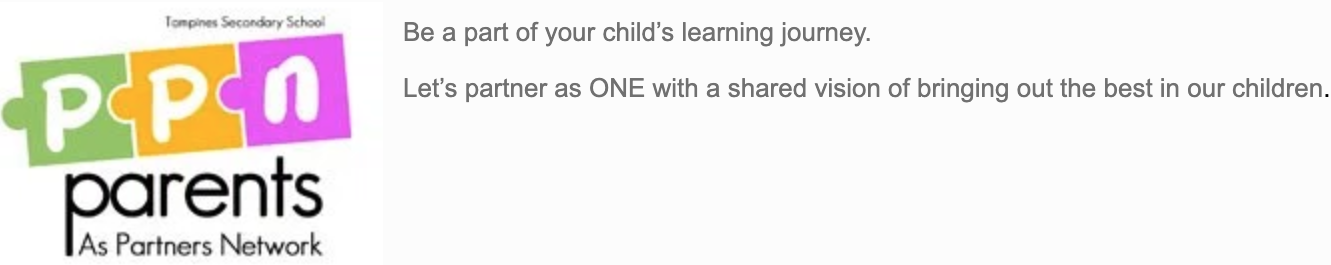 Tampines Secondary School
ppn
parents
As Partners Network
Be a part of your child’s learning journey.
Let’s partner as ONE with a shared vision of bringing out the best in our children.